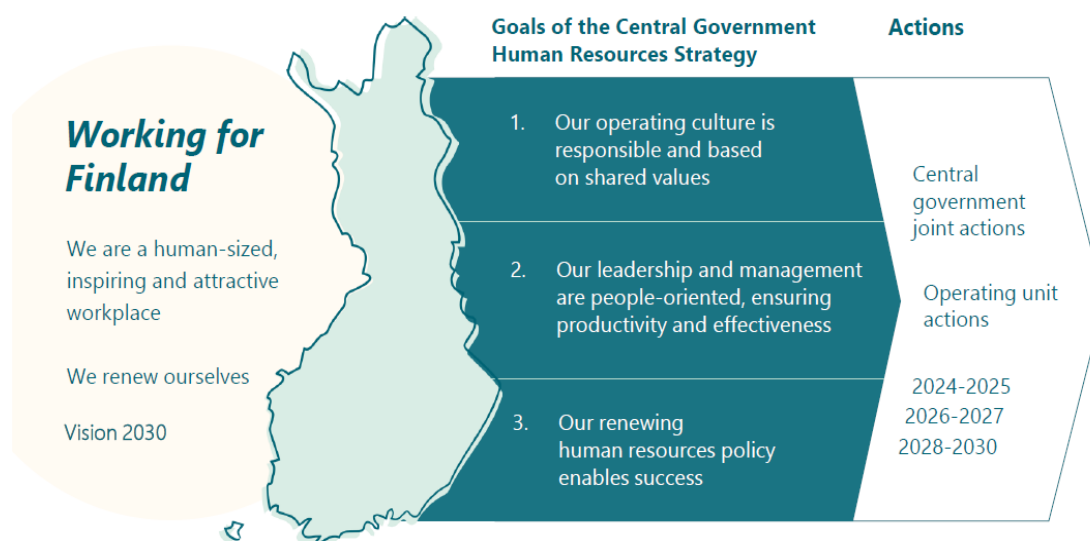 Working for
Finland
We are a human-sized,
inspiring and attractive
workplace
We renew ourselves
Vision 2030
Goals of the Central Government
Human Resources Strategy
1. Our operating culture is
responsible and based
on shared values
2. Our leadership and management
are people-oriented, ensuring
productivity and effectiveness
3. Our renewing
human resources policy
enables success
Actions
Central
government
joint actions
Operating unit
actions
2024-2025
2026-2027
2028-2030